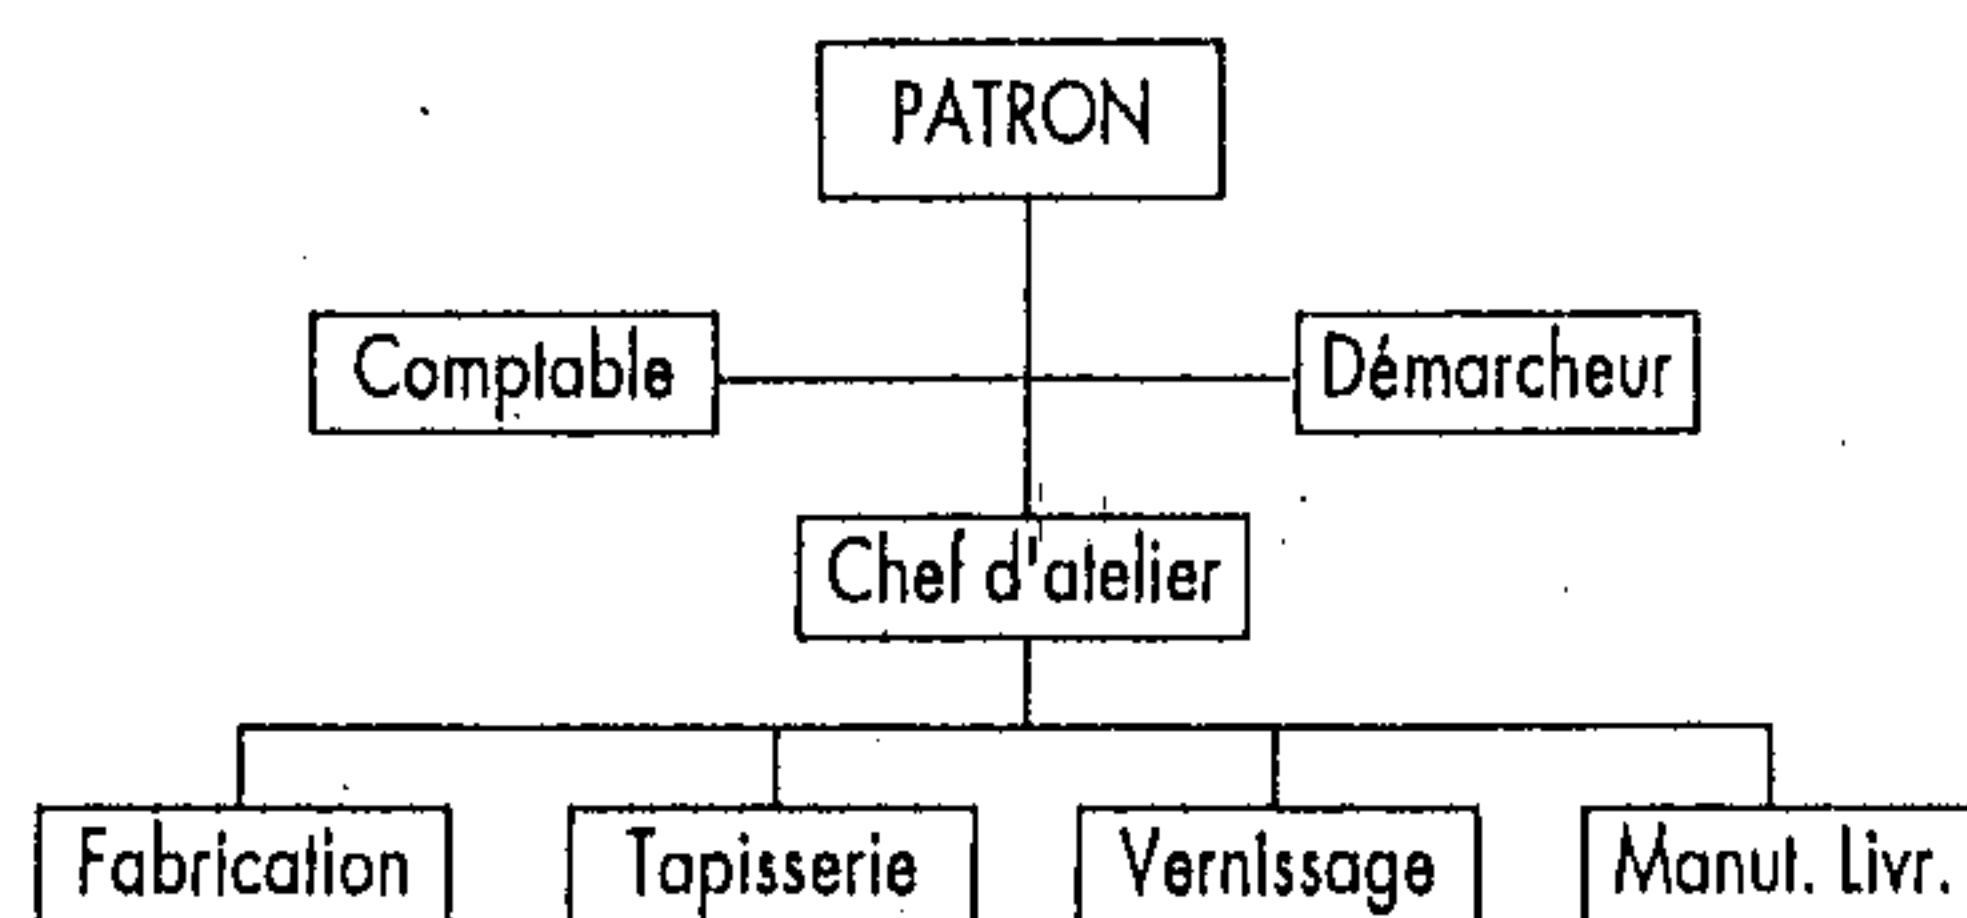 PATRON
Comptable
Démarcheur
Chef d'atelier
Fabrication
Tapisserie
Vernissage
Manut. Livr.